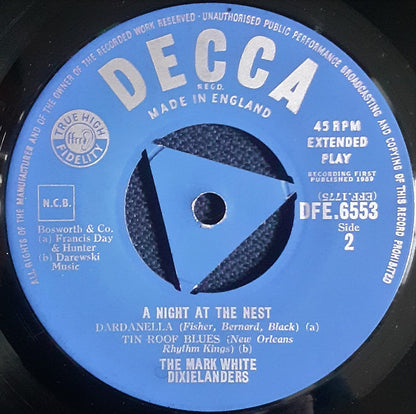 ALL RIGHTS OF THE MANUFACTURER AND OF THE OWNER OF THE RECORDED WORK RESERVED · UNAUTHORISED PUBLIC PERFORMANCE BROADCASTING AND COPYING OF THIS RECORD PROHIBITED
DECCA
REGD.
MADE IN ENGLAND
TRUE HIGH
ffrr
FIDELITY
45 RPM
EXTENDED
PLAY
RECORDING FIRST
PUBLISHED 1959
(EFF.1775)
DFE.6553
Side
2
N.C.B.
Bosworth & Co.
(a) Francis Day
& Hunter
(b) Darewski
Music
A NIGHT AT THE NEST
DARDANELLA (Fisher, Bernard, Black) (a)
TIN ROOF BLUES (New Orleans
Rhythm Kings) (b)
THE MARK WHITE
DIXIELANDERS